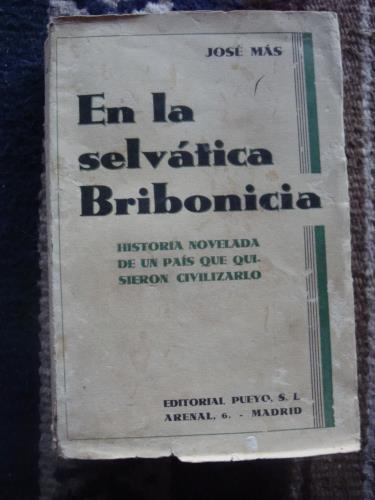 JOSÉ MÁS
En la
selvática
Bribonicia
HISTORIA NOVELADA
DE UN PAÍS QUE QUI-
SIERON CIVILIZARLO
EDITORIAL PUEYO, S. L.
ARENAL, 6. - MADRID